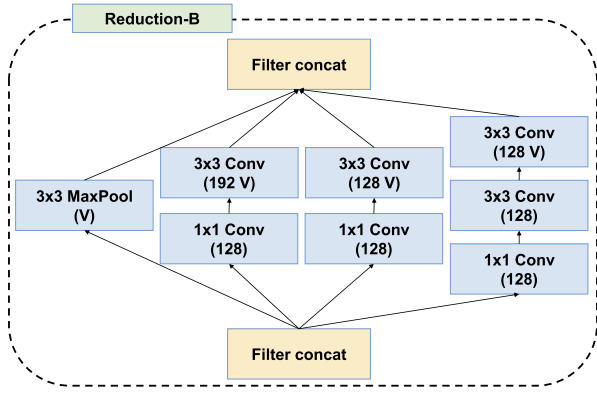 Reduction-B
Filter concat
3x3 MaxPool
(V)
3x3 Conv
(192 V)
1x1 Conv
(128)
3x3 Conv
(128 V)
1x1 Conv
(128)
3x3 Conv
(128 V)
3x3 Conv
(128)
1x1 Conv
(128)
Filter concat